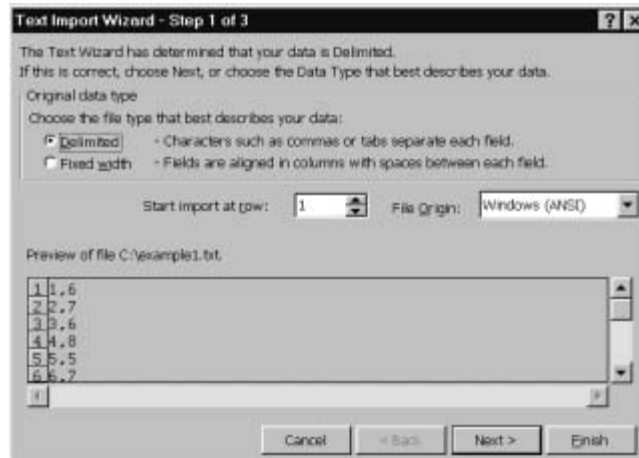 Text Import Wizard - Step 1 of 3
The Text Wizard has determined that your data is Delimited.
If this is correct, choose Next, or choose the Data Type that best describes your data.
Original data type
Choose the file type that best describes your data:
Delimited - Characters such as commas or tabs separate each field.
Fixed width - Fields are aligned in columns with spaces between each field.
Start import at row: 1 File Origin: Windows (ANSI)
Preview of file C:\example1.txt.
1 1,6
2 2,7
3 3,6
4 4,8
5 5,5
6 6,7
Cancel < Back Next > Finish